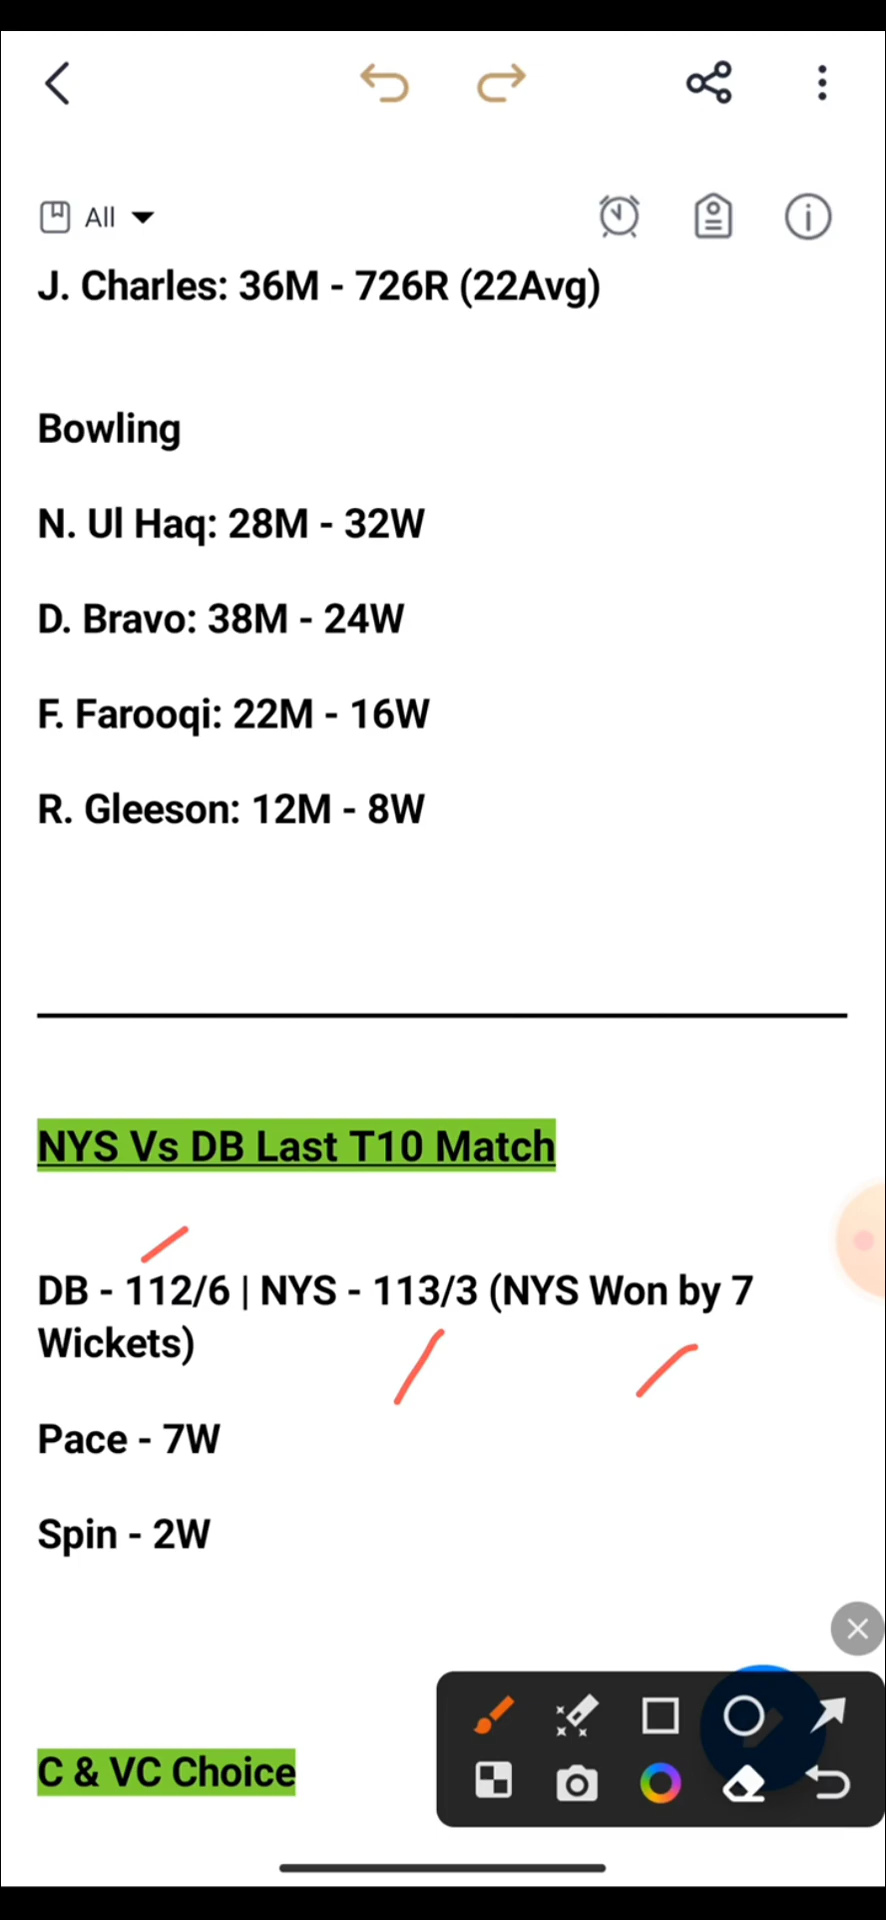 All
J. Charles: 36M - 726R (22Avg)
Bowling
N. Ul Haq: 28M - 32W
D. Bravo: 38M - 24W
F. Farooqi: 22M - 16W
R. Gleeson: 12M - 8W
NYS Vs DB Last T10 Match
DB - 112/6 | NYS - 113/3 (NYS Won by 7
Wickets)
Pace - 7W
Spin - 2W
C & VC Choice